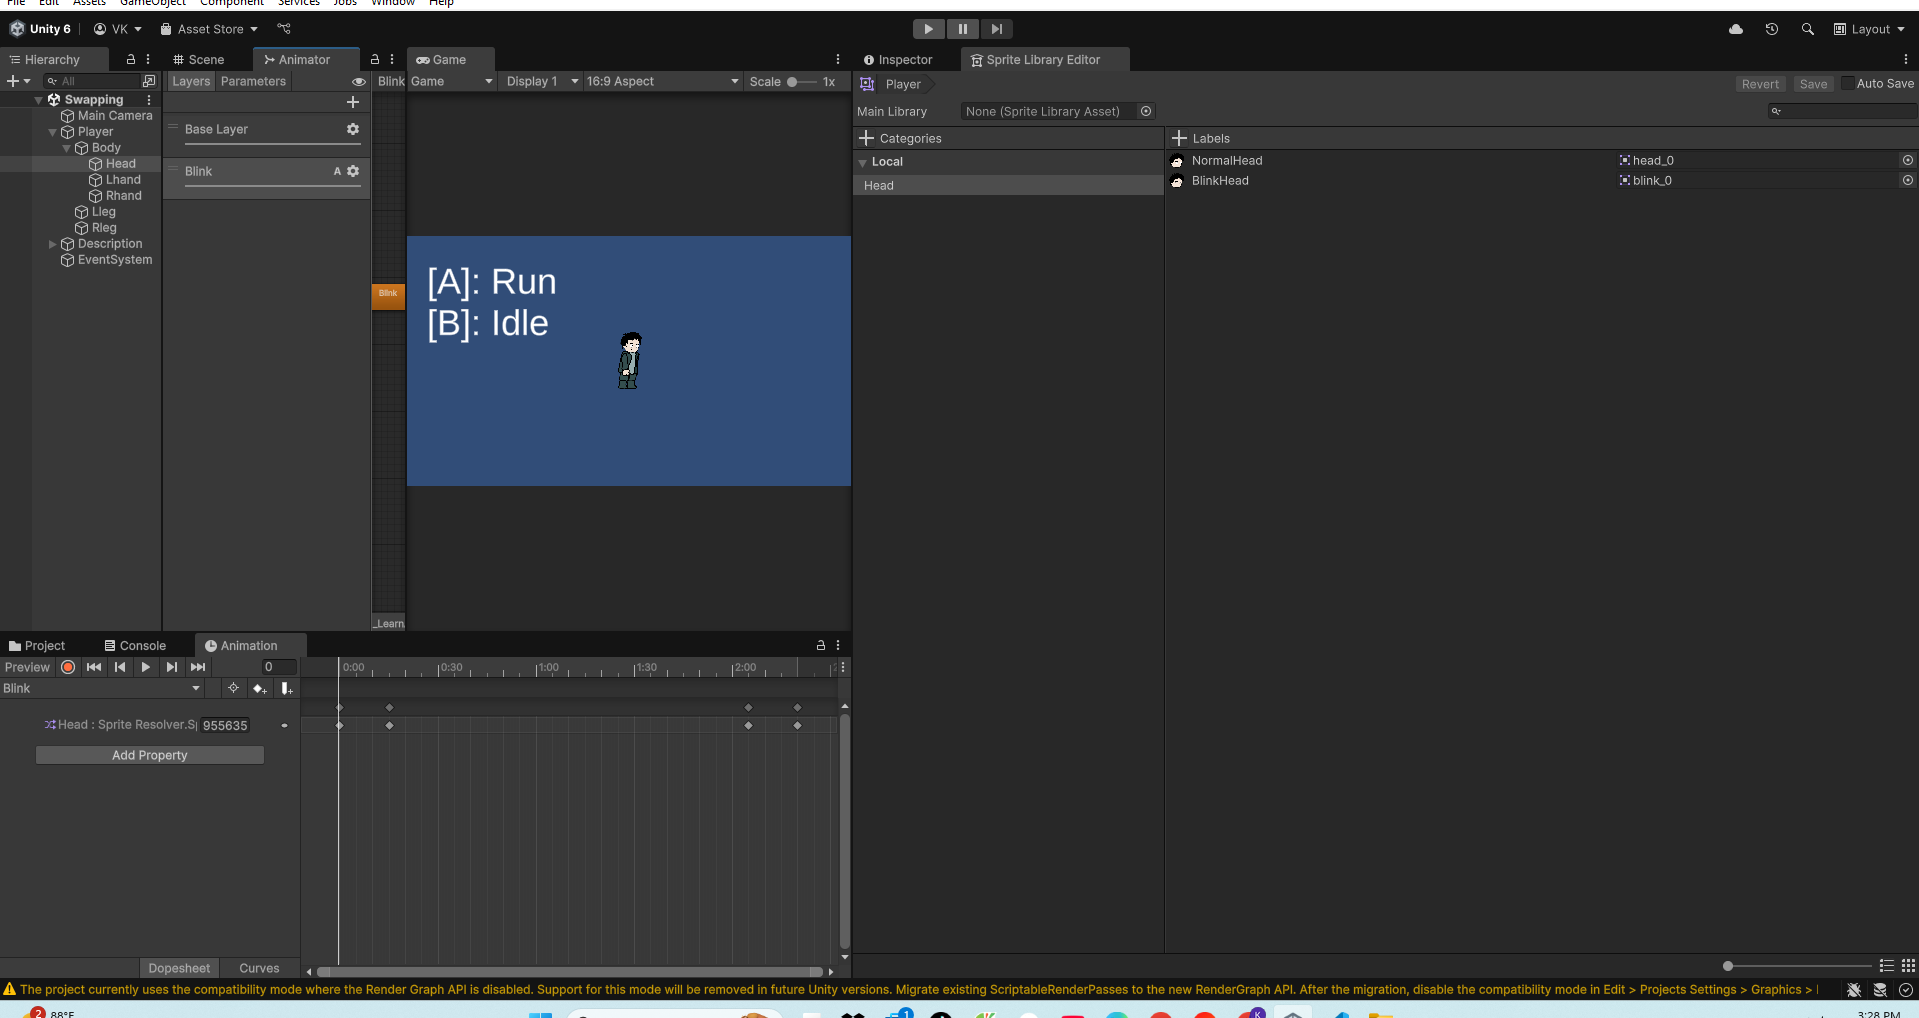 File Edit Assets GameObject Component Services Jobs Window Help
Unity 6 VK Asset Store Layout
Hierarchy Scene Animator Game Inspector Sprite Library Editor
All Layers Parameters Blink Game Display 1 16:9 Aspect Scale 1x Player Revert Save Auto Save
Swapping
Main Camera
Player
Body
Head
Lhand
Rhand
Lleg
Rleg
Description
EventSystem
Base Layer
Blink A
Blink
_Learn
[A]: Run
[B]: Idle
Main Library None (Sprite Library Asset)
Categories Labels
Local
Head
NormalHead head_0
BlinkHead blink_0
Project Console Animation
Preview 0 0:00 0:30 1:00 1:30 2:00
Blink
Head : Sprite Resolver.S 955635
Add Property
Dopesheet Curves
The project currently uses the compatibility mode where the Render Graph API is disabled. Support for this mode will be removed in future Unity versions. Migrate existing ScriptableRenderPasses to the new RenderGraph API. After the migration, disable the compatibility mode in Edit > Projects Settings > Graphics >
2 88°F 1 K 3:28 PM